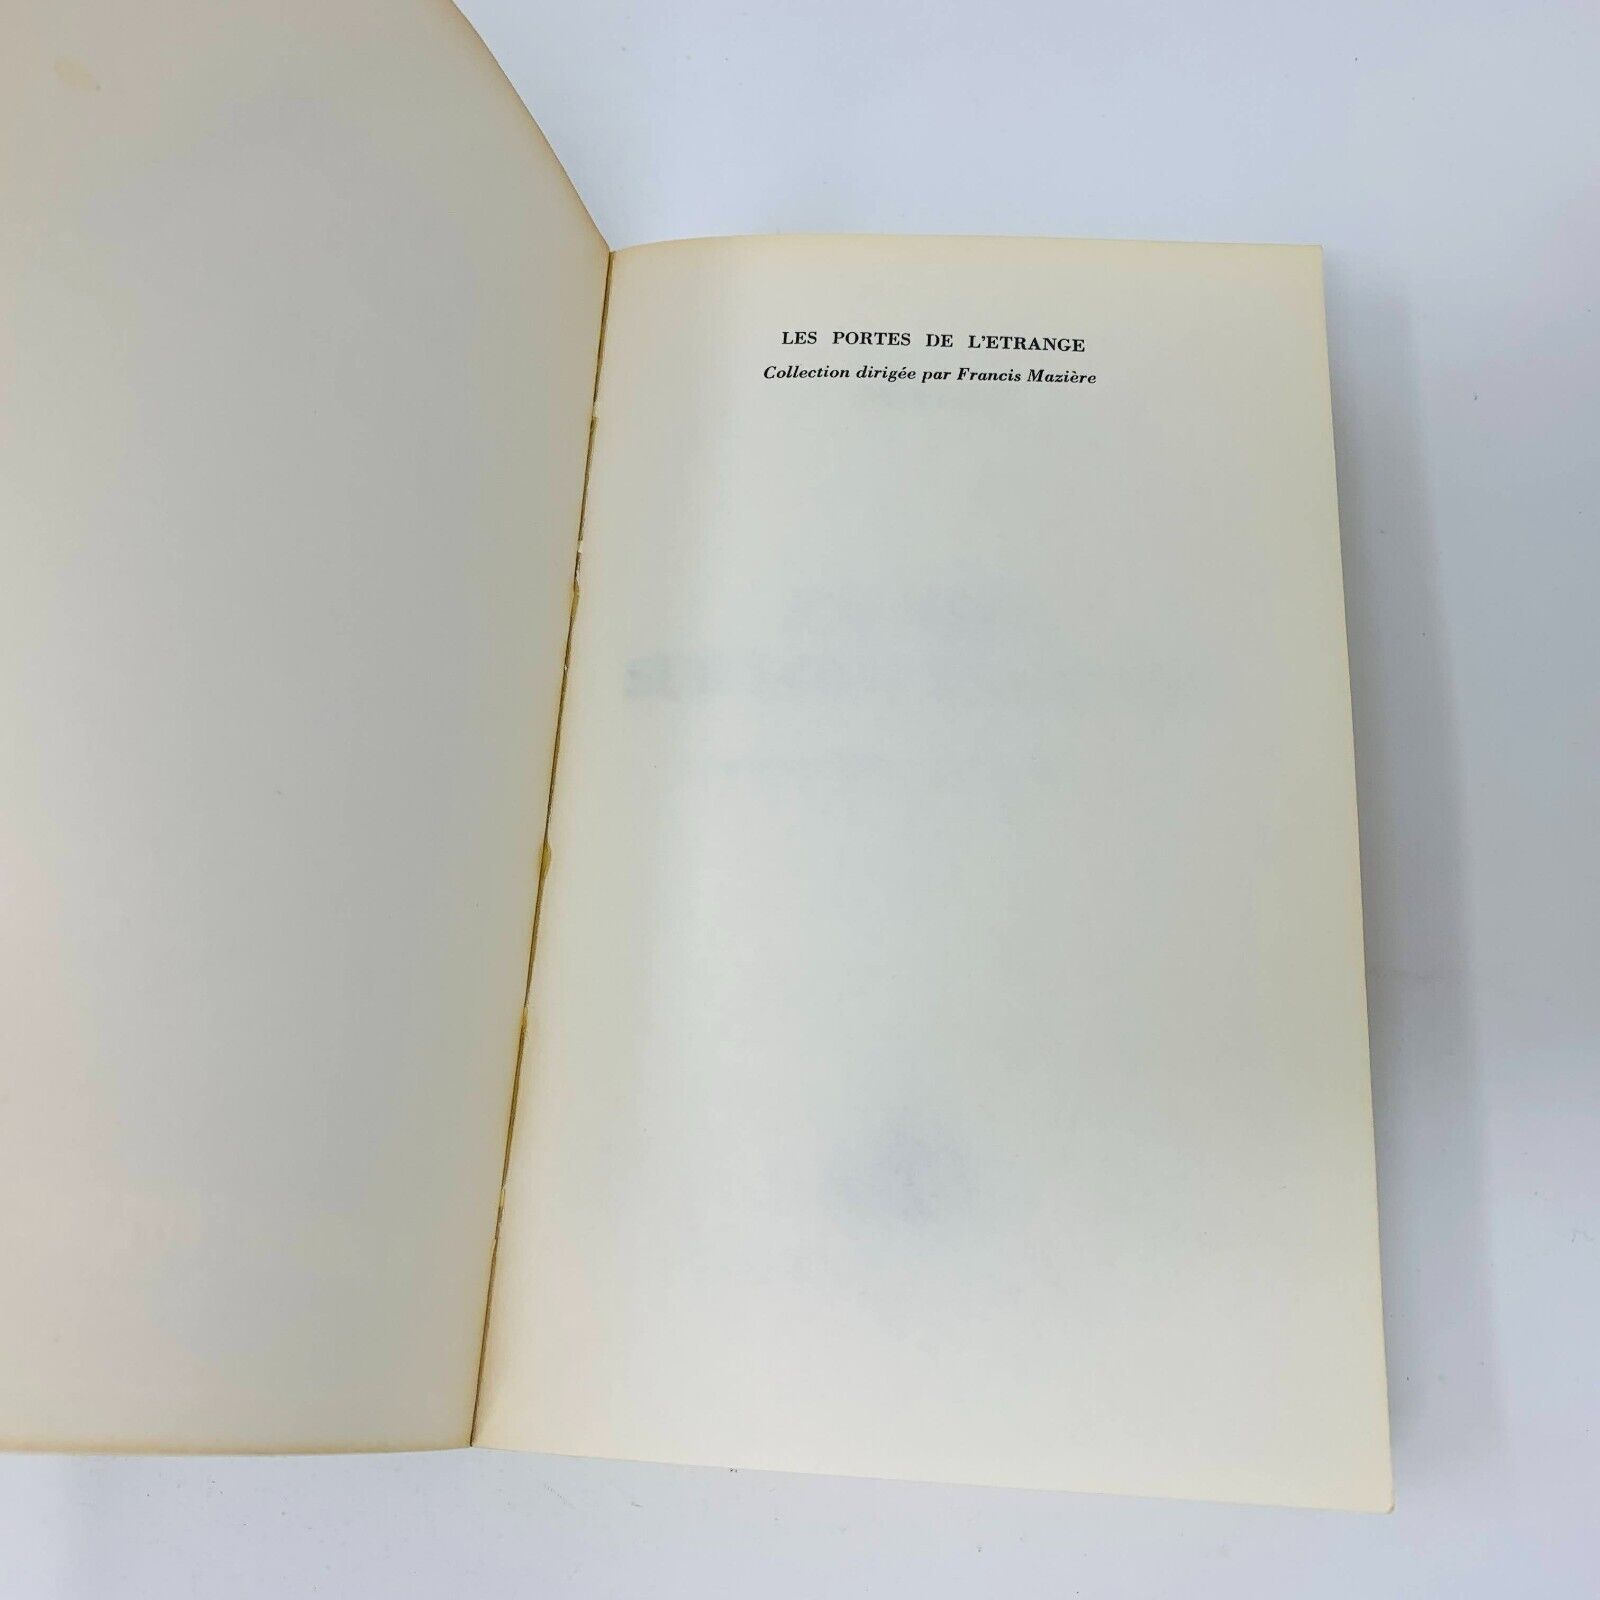 LES PORTES DE L'ETRANGE
Collection dirigée par Francis Mazière